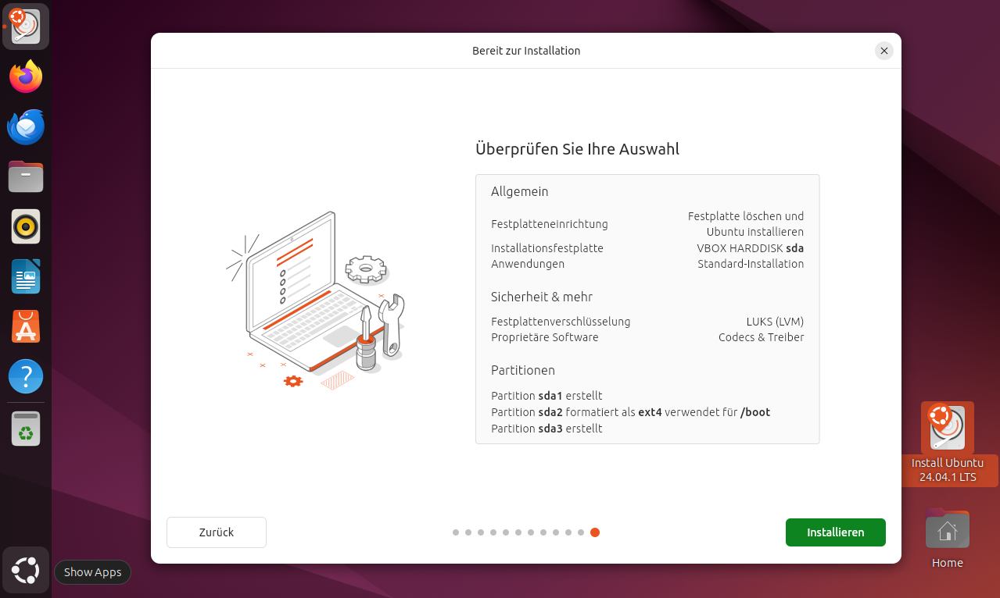 Bereit zur Installation
Überprüfen Sie Ihre Auswahl
Allgemein
Festplatteneinrichtung
Festplatte löschen und
Ubuntu installieren
Installationsfestplatte VBOX HARDDISK sda
Anwendungen Standard-Installation
Sicherheit & mehr
Festplattenverschlüsselung LUKS (LVM)
Proprietäre Software Codecs & Treiber
Partitionen
Partition sda1 erstellt
Partition sda2 formatiert als ext4 verwendet für /boot
Partition sda3 erstellt
Zurück
Installieren
Install Ubuntu
24.04.1 LTS
Home
Show Apps